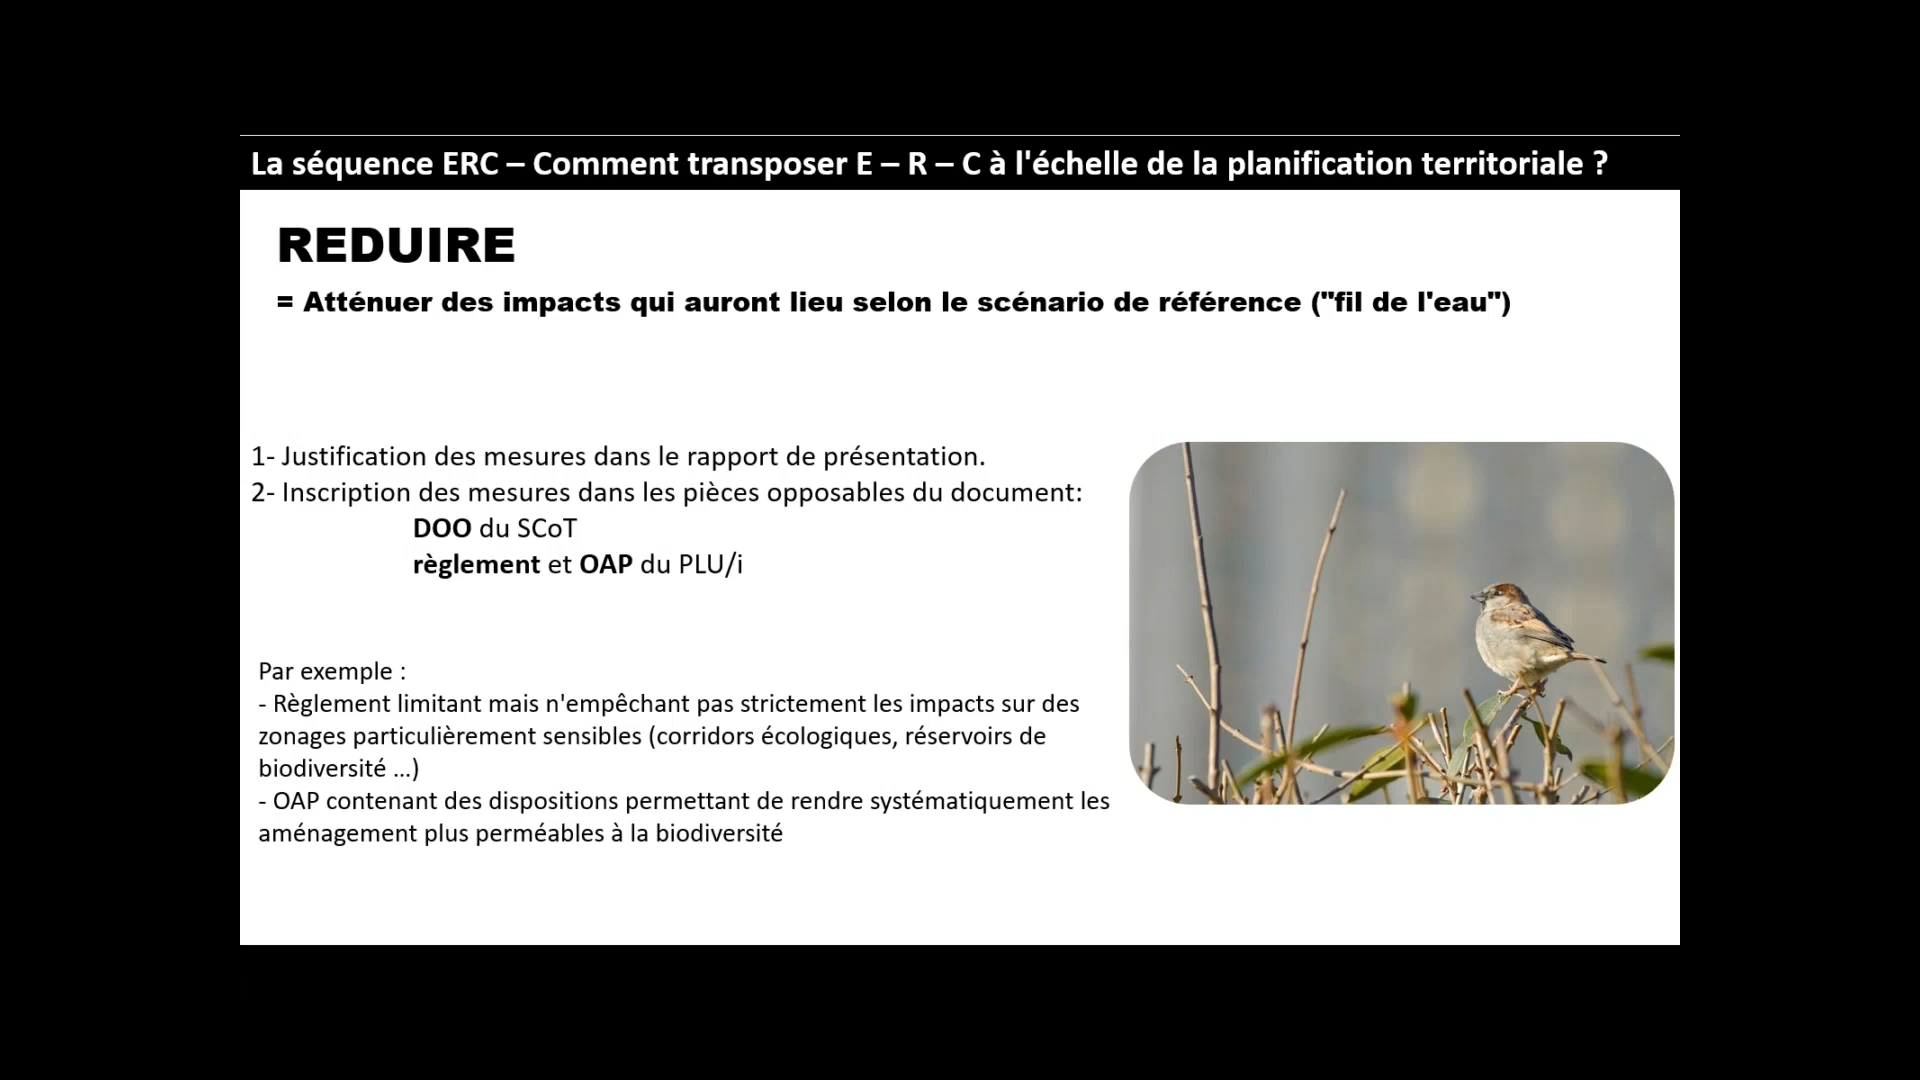 La séquence ERC – Comment transposer E – R – C à l'échelle de la planification territoriale ?
REDUIRE
= Atténuer des impacts qui auront lieu selon le scénario de référence ("fil de l'eau")
1- Justification des mesures dans le rapport de présentation.
2- Inscription des mesures dans les pièces opposables du document:
DOO du SCoT
règlement et OAP du PLU/i
Par exemple :
- Règlement limitant mais n'empêchant pas strictement les impacts sur des
zonages particulièrement sensibles (corridors écologiques, réservoirs de
biodiversité ...)
- OAP contenant des dispositions permettant de rendre systématiquement les
aménagement plus perméables à la biodiversité